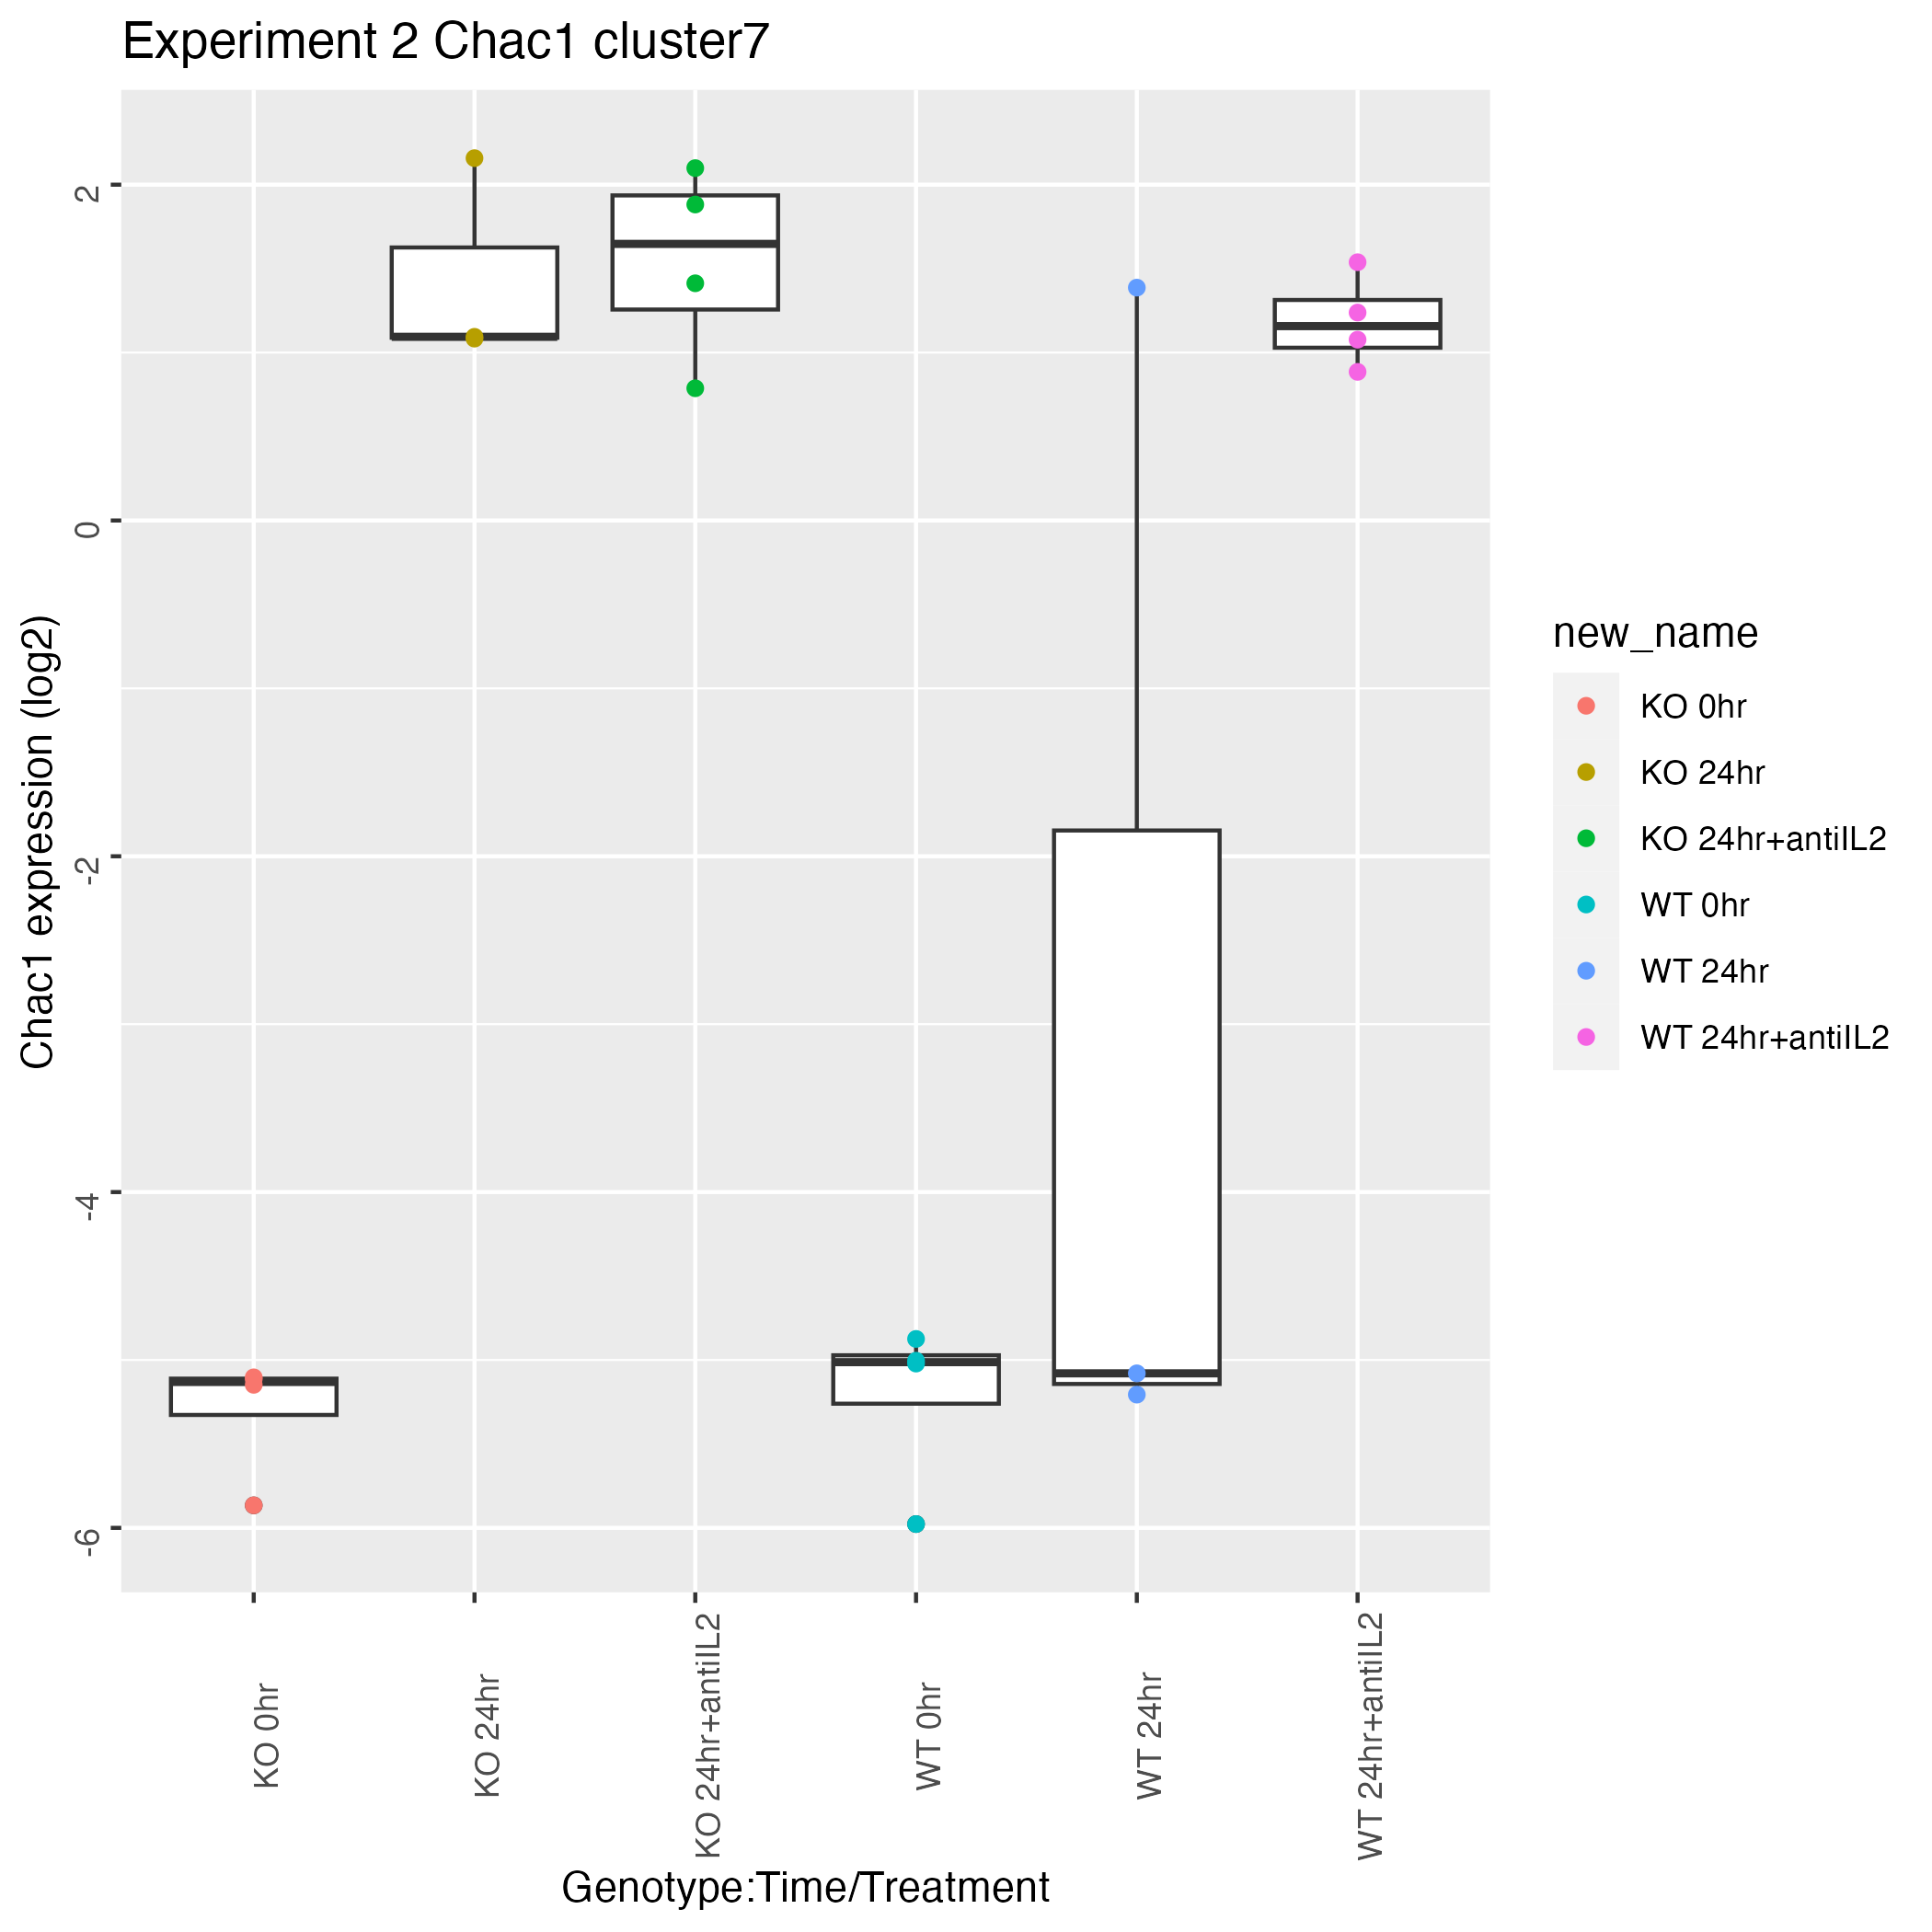 Experiment 2 Chac1 cluster7
Chac1 expression (log2)
2
0
-2
-4
-6
KO 0hr
KO 24hr
KO 24hr+antiIL2
WT 0hr
WT 24hr
WT 24hr+antiIL2
Genotype:Time/Treatment
new_name
KO 0hr
KO 24hr
KO 24hr+antiIL2
WT 0hr
WT 24hr
WT 24hr+antiIL2